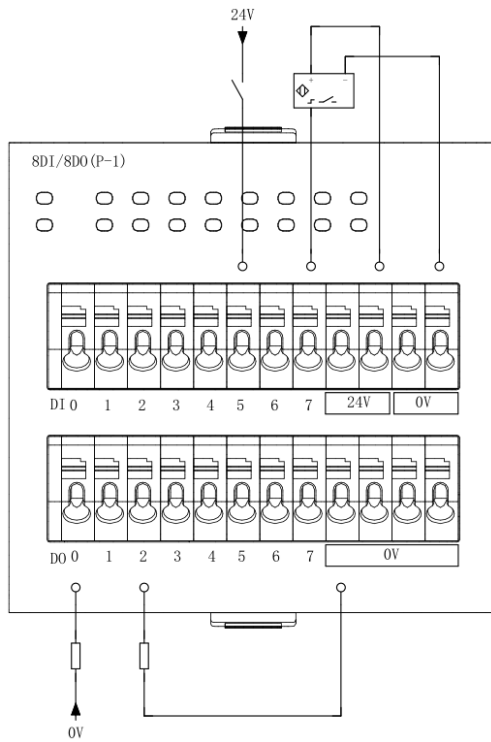 24V
+ -
8DI/8DO(P-1)
DI 0 1 2 3 4 5 6 7 24V 0V
DO 0 1 2 3 4 5 6 7 0V
0V